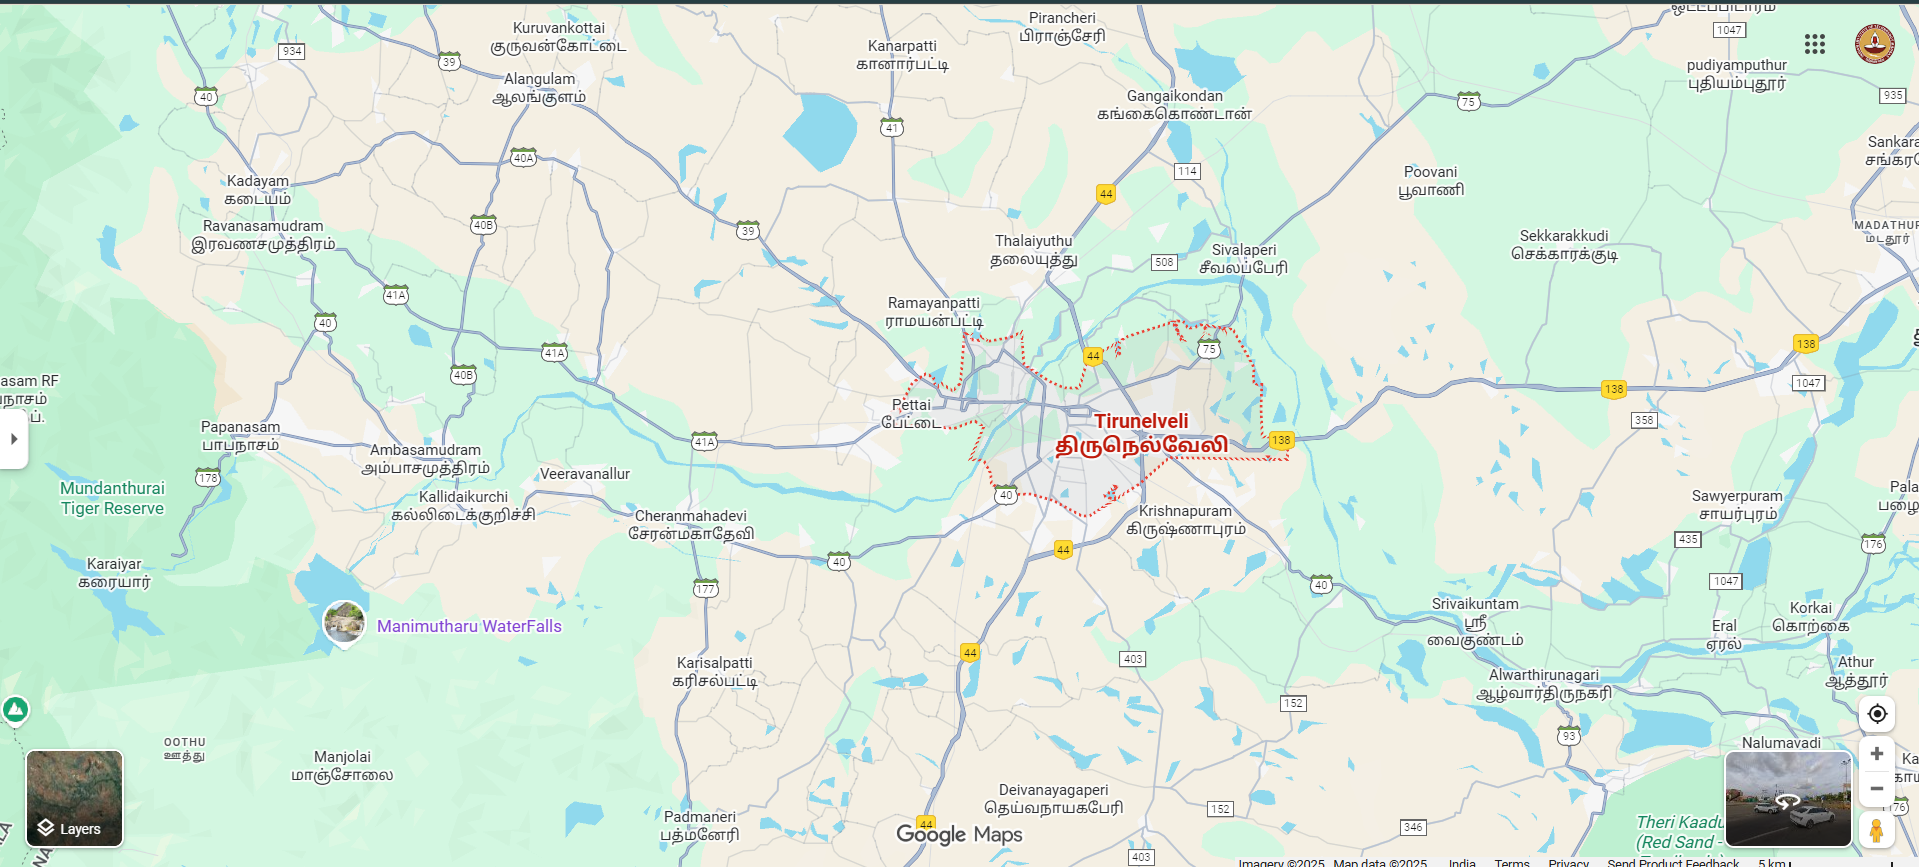 Kuruvankottai
குருவன்கோட்டை
Pirancheri
பிராஞ்சேரி
1047
934
39
Kanarpatti
கானார்பட்டி
pudiyamputhur
புதியம்புதூர்
Alangulam
ஆலங்குளம்
40
Gangaikondan
கங்கைகொண்டான்
75
935
41
40A
114
Sankara
Kadayam
கடையம்
44
Poovani
பூவாணி
Ravanasamudram
இரவணசமுத்திரம்
40B
39
MADATHUR
மடதூர்
Thalaiyuthu
தலையுத்து
508
Sivalaperi
சீவலப்பேரி
Sekkarakkudi
செக்காரக்குடி
41A
40
Ramayanpatti
ராமயன்பட்டி
41A
44
75
138
40B
138
1047
asam RF
Pettai
பேட்டை
358
Papanasam
பாபநாசம்
Tirunelveli
திருநெல்வேலி
138
41A
Ambasamudram
அம்பாசமுத்திரம்
Veeravanallur
178
Mundanthurai
Tiger Reserve
Kallidaikurchi
கல்லிடைக்குறிச்சி
40
Sawyerpuram
சாயர்புரம்
Cheranmahadevi
சேரன்மகாதேவி
Krishnapuram
கிருஷ்ணாபுரம்
435
176
44
40
Karaiyar
கரையார்
177
40
1047
Srivaikuntam
ஸ்ரீ
வைகுண்டம்
Korkai
கொற்கை
Eral
ஏரல்
Manimutharu WaterFalls
44
403
Karisalpatti
கரிசல்பட்டி
Athur
ஆத்தூர்
Alwarthirunagari
ஆழ்வார்திருநகரி
152
93
OOTHU
ஊத்து
Manjolai
மாஞ்சோலை
Nalumavadi
Deivanayagaperi
தெய்வநாயகபேரி
152
176
Padmaneri
பத்மனேரி
44
346
Theri Kaadu
(Red Sand -
Layers
Google Maps
403
Imagery ©2025 Map data ©2025 India Terms Privacy Send Product Feedback 5 km